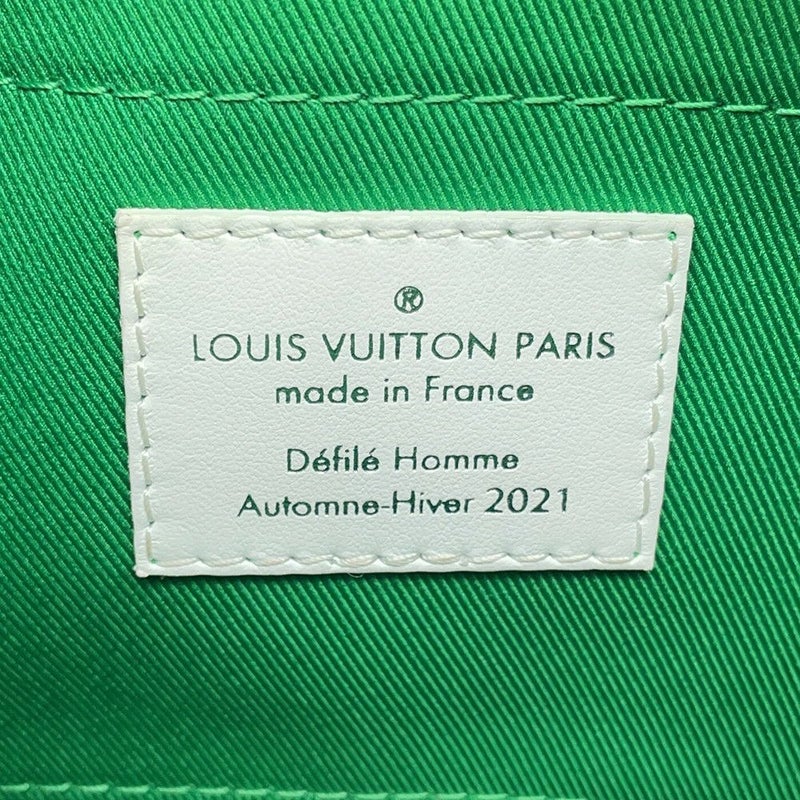 ®
LOUIS VUITTON PARIS
made in France
Défilé Homme
Automne-Hiver 2021